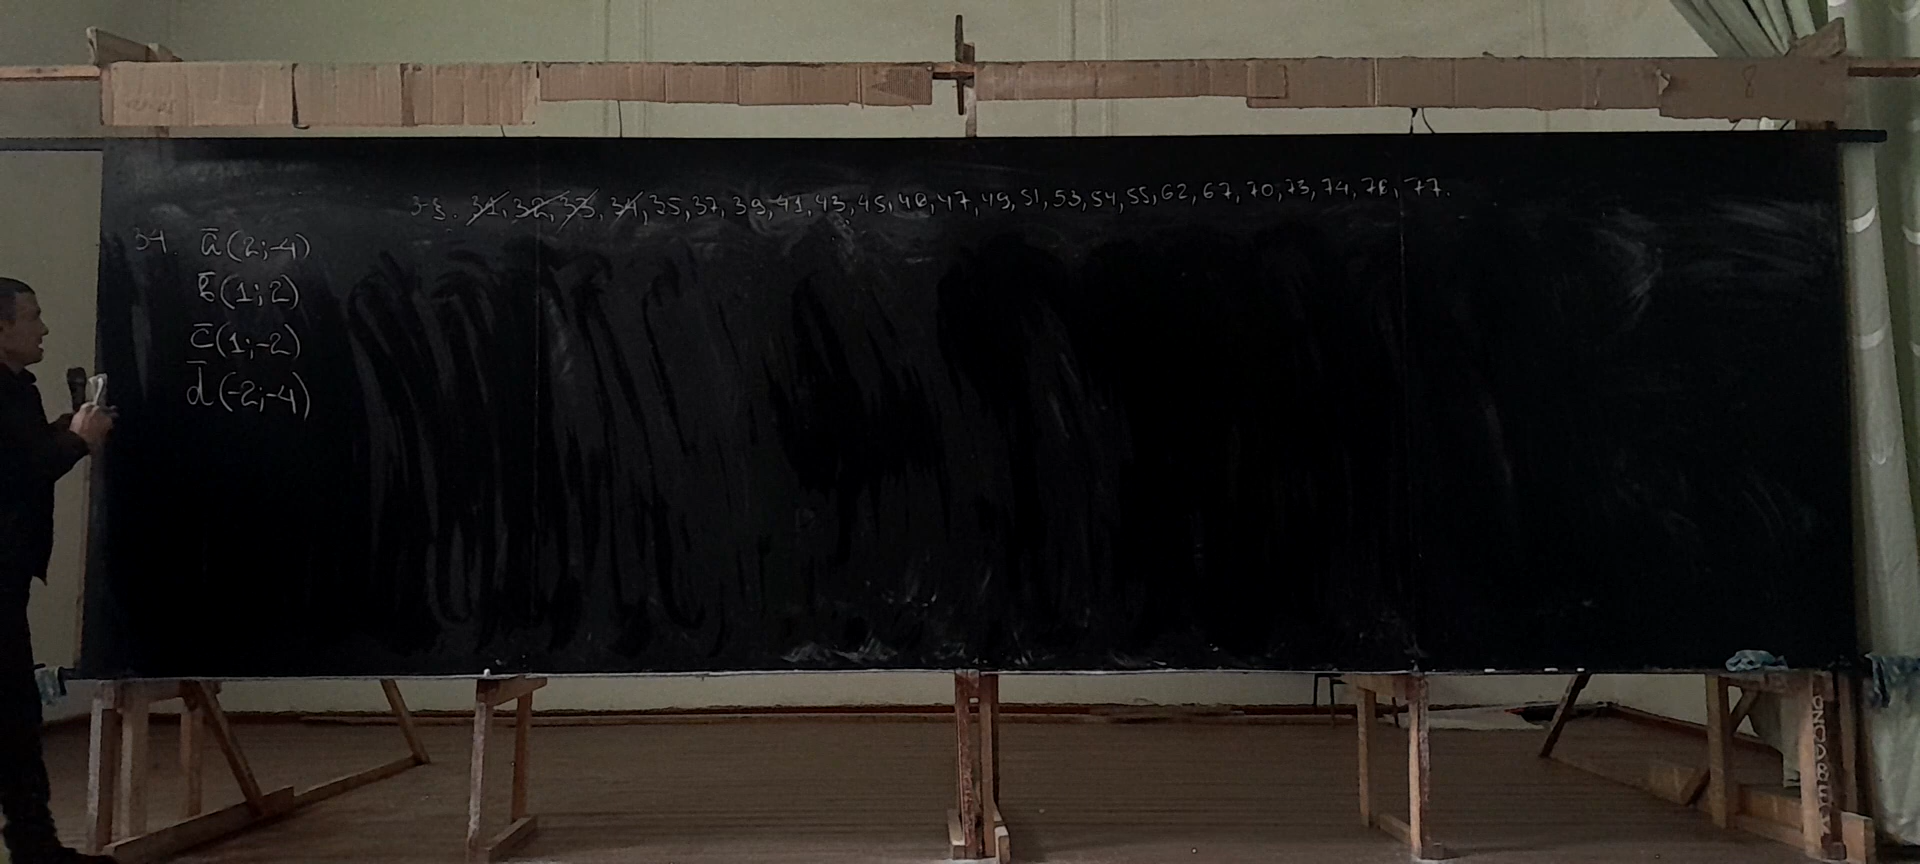 3-§. 31, 32, 33, 34, 35, 37, 39, 41, 43, 45, 46, 47, 49, 51, 53, 54, 55, 62, 67, 70, 73, 74, 76, 77.
34. a̅(2;-4)
b̅(1;2)
c̅(1;-2)
d̅(-2;-4)
8